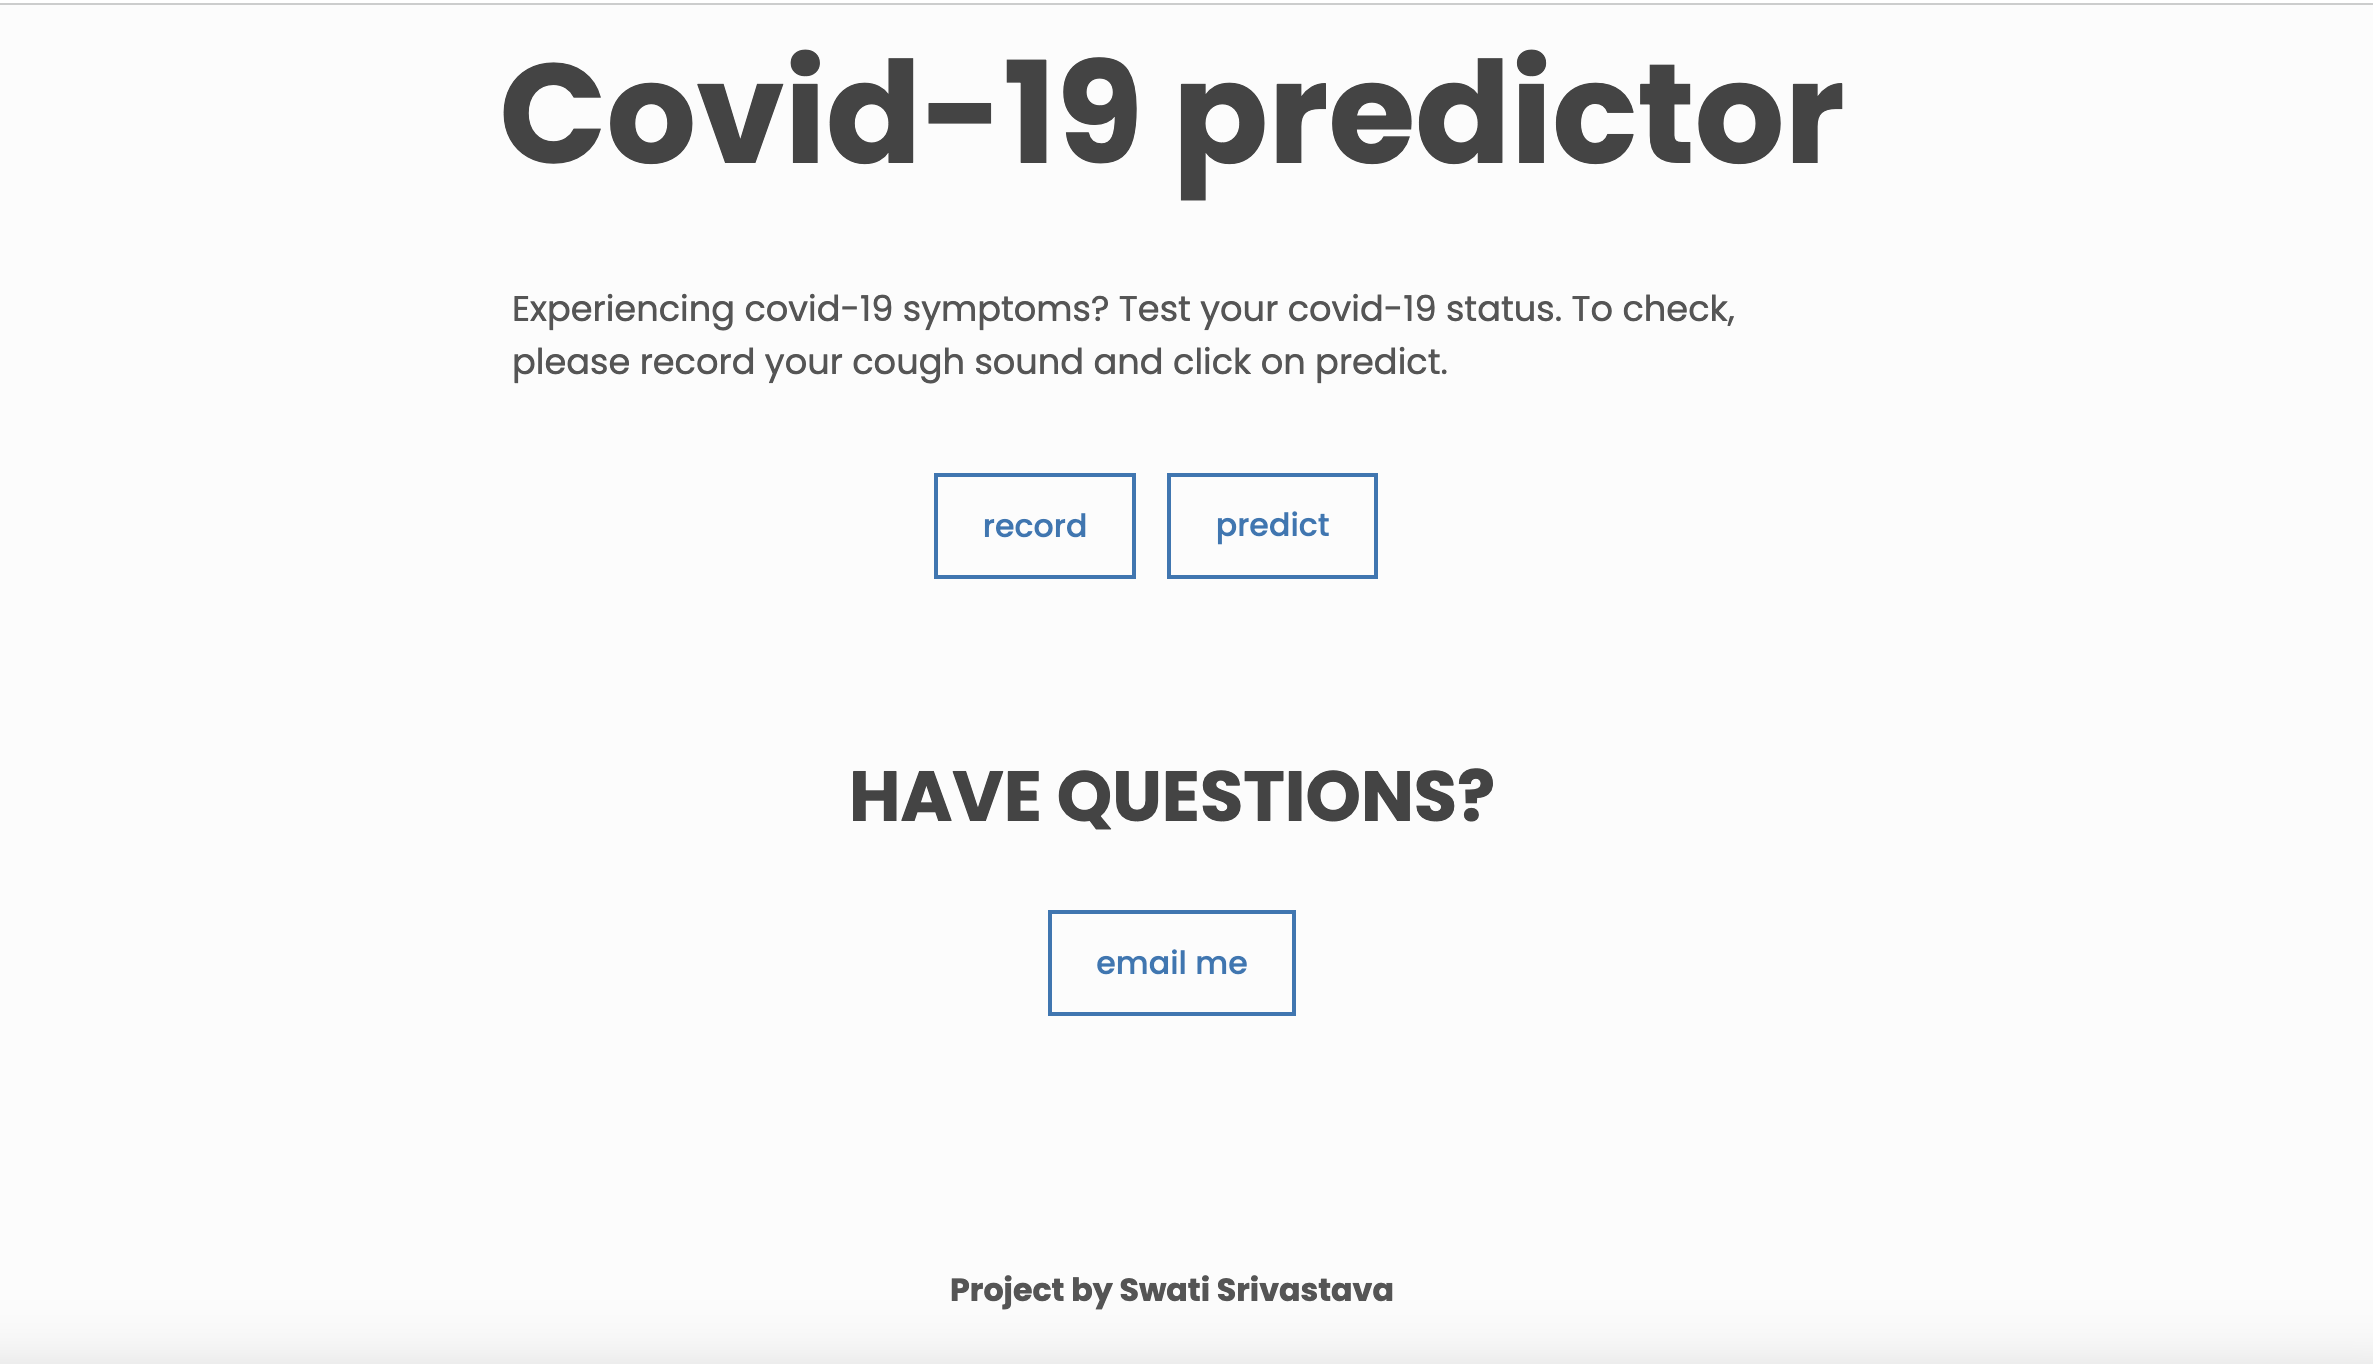 Covid-19 predictor
Experiencing covid-19 symptoms? Test your covid-19 status. To check,
please record your cough sound and click on predict.
record
predict
HAVE QUESTIONS?
email me
Project by Swati Srivastava